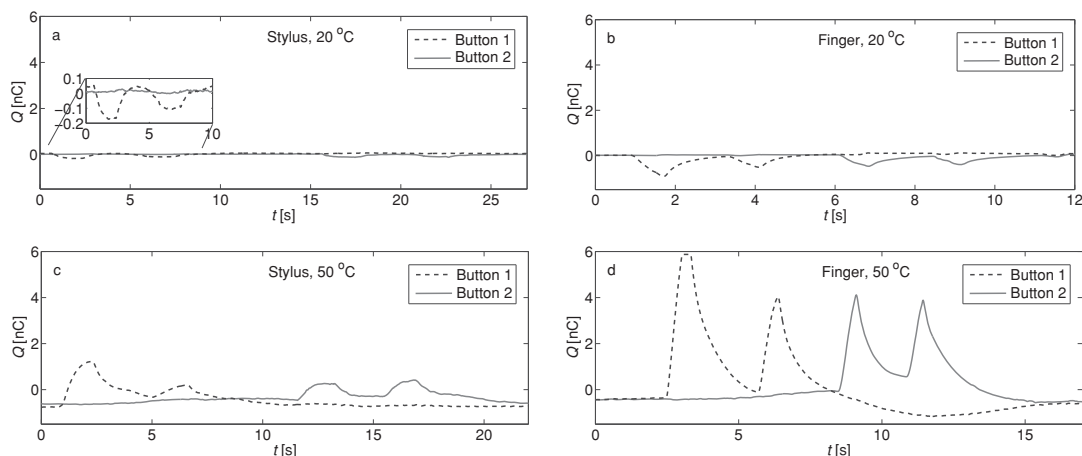 a
Stylus, 20 °C
Button 1
Button 2
6
4
2
0
Q [nC]
0.1
0
−0.1
−0.2
0 5 10
0 5 10 15 20 25
t [s]
b
Finger, 20 °C
Button 1
Button 2
6
4
2
0
Q [nC]
0 2 4 6 8 10 12
t [s]
c
Stylus, 50 °C
Button 1
Button 2
6
4
2
0
Q [nC]
0 5 10 15 20
t [s]
d
Finger, 50 °C
Button 1
Button 2
6
4
2
0
Q [nC]
0 5 10 15
t [s]